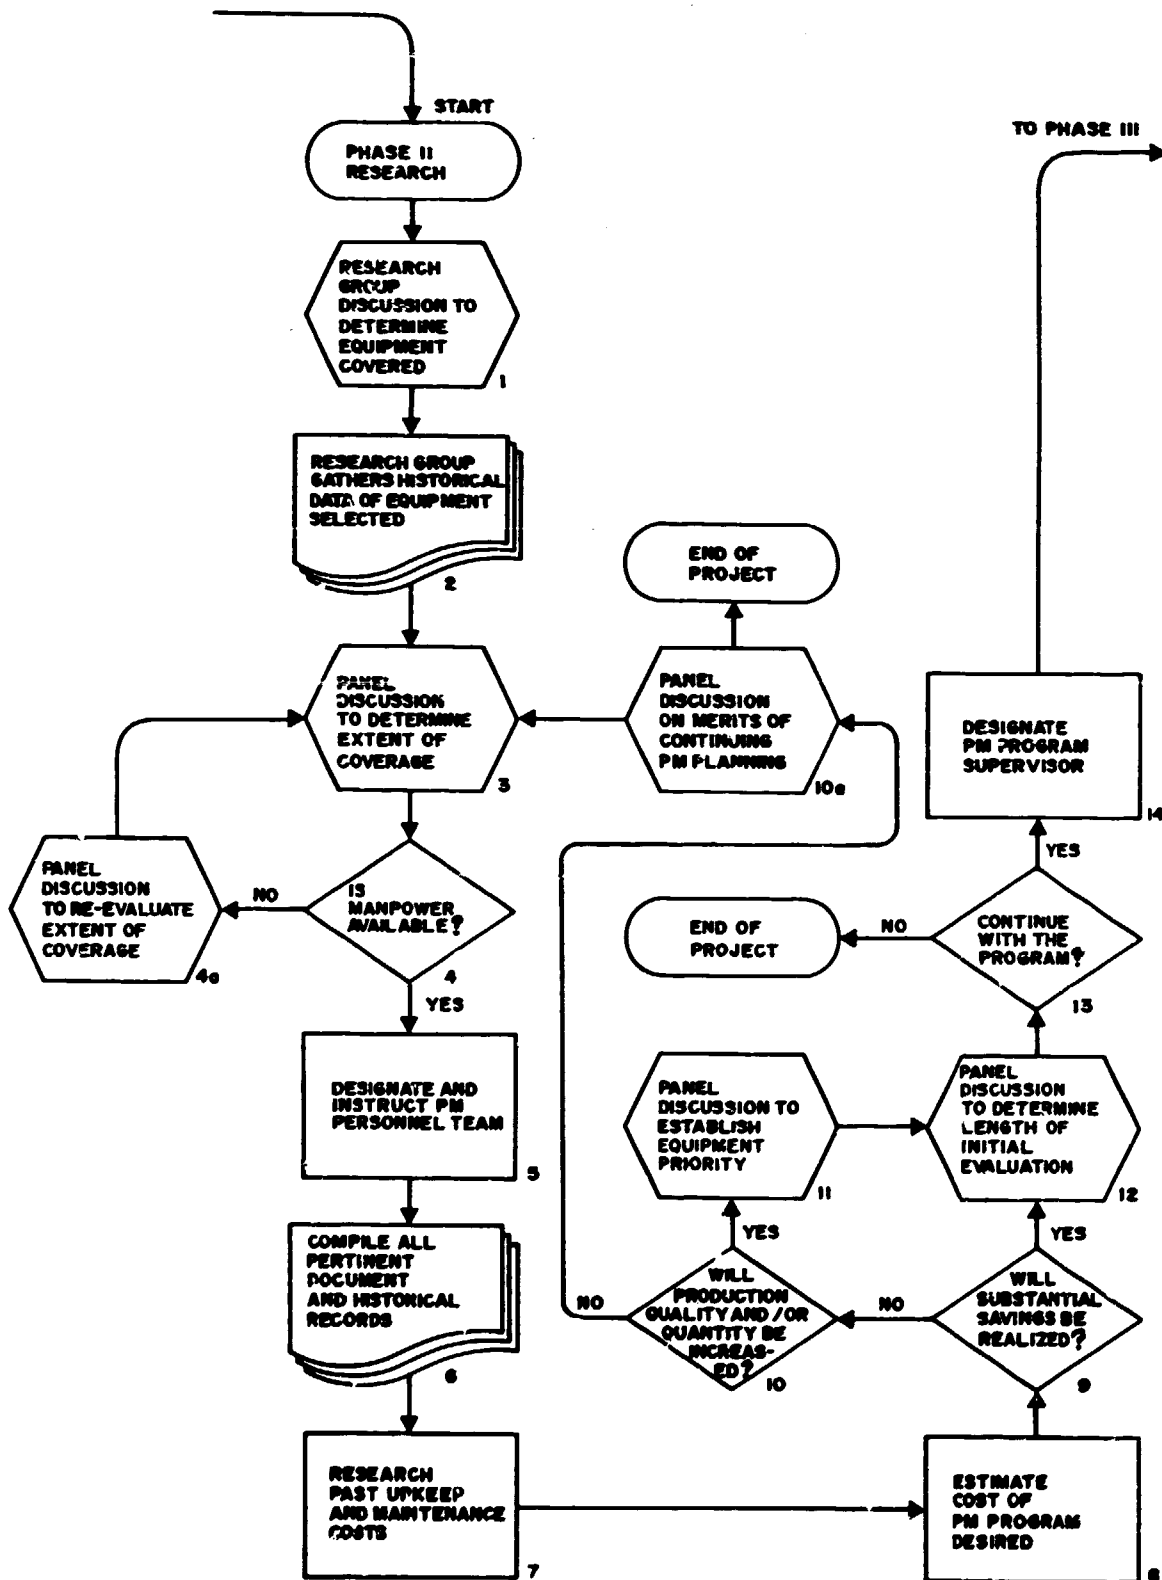 START
PHASE II
RESEARCH
RESEARCH
GROUP
DISCUSSION TO
DETERMINE
EQUIPMENT
COVERED
1
RESEARCH GROUP
GATHERS HISTORICAL
DATA OF EQUIPMENT
SELECTED
2
PANEL
DISCUSSION
TO DETERMINE
EXTENT OF
COVERAGE
3
IS
MANPOWER
AVAILABLE?
4
NO
PANEL
DISCUSSION
TO RE-EVALUATE
EXTENT OF
COVERAGE
4a
YES
DESIGNATE AND
INSTRUCT PM
PERSONNEL TEAM
5
COMPILE ALL
PERTINENT
DOCUMENT
AND HISTORICAL
RECORDS
6
RESEARCH
PAST UPKEEP
AND MAINTENANCE
COSTS
7
ESTIMATE
COST OF
PM PROGRAM
DESIRED
8
WILL
SUBSTANTIAL
SAVINGS BE
REALIZED?
9
NO
YES
WILL
PRODUCTION
QUALITY AND/OR
QUANTITY BE
INCREAS-
ED?
10
NO
YES
PANEL
DISCUSSION
ON MERITS OF
CONTINUING
PM PLANNING
10a
END OF
PROJECT
PANEL
DISCUSSION TO
ESTABLISH
EQUIPMENT
PRIORITY
11
PANEL
DISCUSSION
TO DETERMINE
LENGTH OF
INITIAL
EVALUATION
12
CONTINUE
WITH THE
PROGRAM?
13
NO
END OF
PROJECT
YES
DESIGNATE
PM PROGRAM
SUPERVISOR
14
TO PHASE III